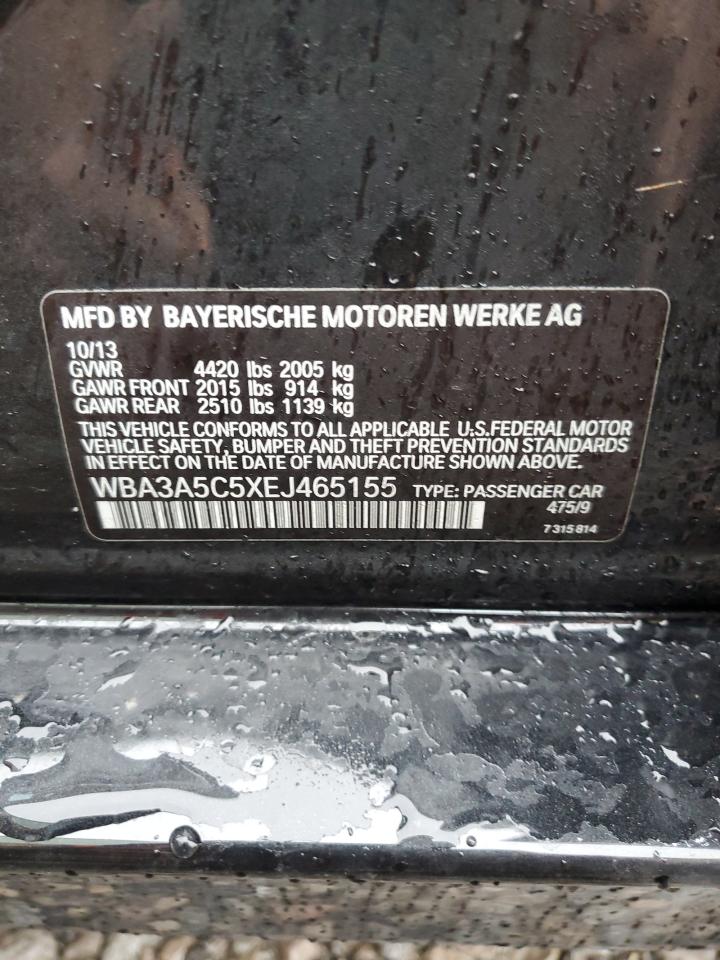 MFD BY BAYERISCHE MOTOREN WERKE AG
10/13
GVWR 4420 lbs 2005 kg
GAWR FRONT 2015 lbs 914 kg
GAWR REAR 2510 lbs 1139 kg
THIS VEHICLE CONFORMS TO ALL APPLICABLE U.S.FEDERAL MOTOR
VEHICLE SAFETY, BUMPER AND THEFT PREVENTION STANDARDS
IN EFFECT ON THE DATE OF MANUFACTURE SHOWN ABOVE.
WBA3A5C5XEJ465155 TYPE: PASSENGER CAR
475/9
7 315 814